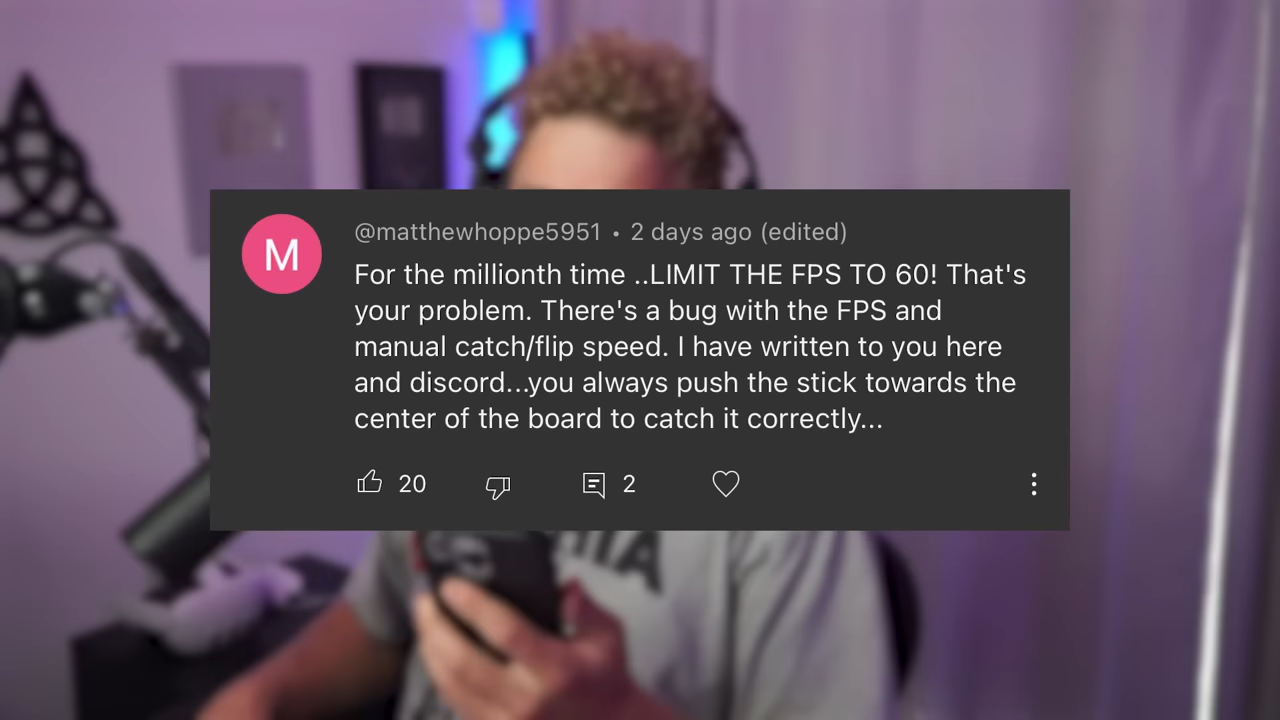 M
@matthewhoppe5951 • 2 days ago (edited)
For the millionth time ..LIMIT THE FPS TO 60! That's
your problem. There's a bug with the FPS and
manual catch/flip speed. I have written to you here
and discord...you always push the stick towards the
center of the board to catch it correctly...
20
2